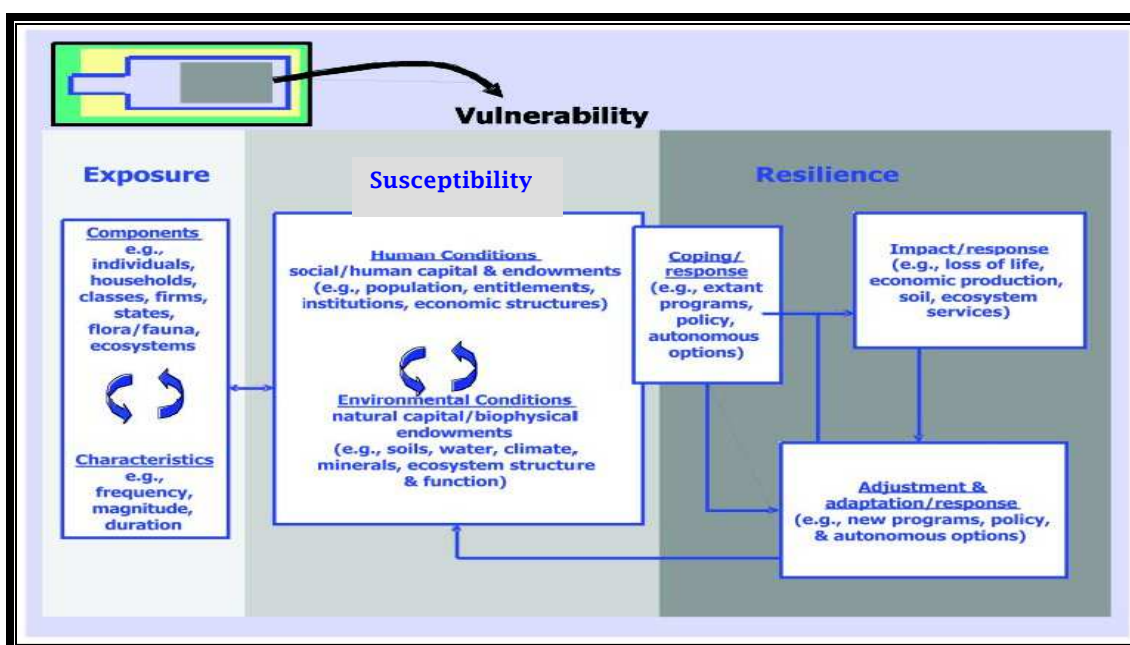 Vulnerability
Exposure
Components
e.g.,
individuals,
households,
classes, firms,
states,
flora/fauna,
ecosystems
Characteristics
e.g.,
frequency,
magnitude,
duration
Susceptibility
Human Conditions
social/human capital & endowments
(e.g., population, entitlements,
institutions, economic structures)
Environmental Conditions
natural capital/biophysical
endowments
(e.g., soils, water, climate,
minerals, ecosystem structure
& function)
Resilience
Coping/
response
(e.g., extant
programs,
policy,
autonomous
options)
Impact/response
(e.g., loss of life,
economic production,
soil, ecosystem
services)
Adjustment &
adaptation/response
(e.g., new programs, policy,
& autonomous options)